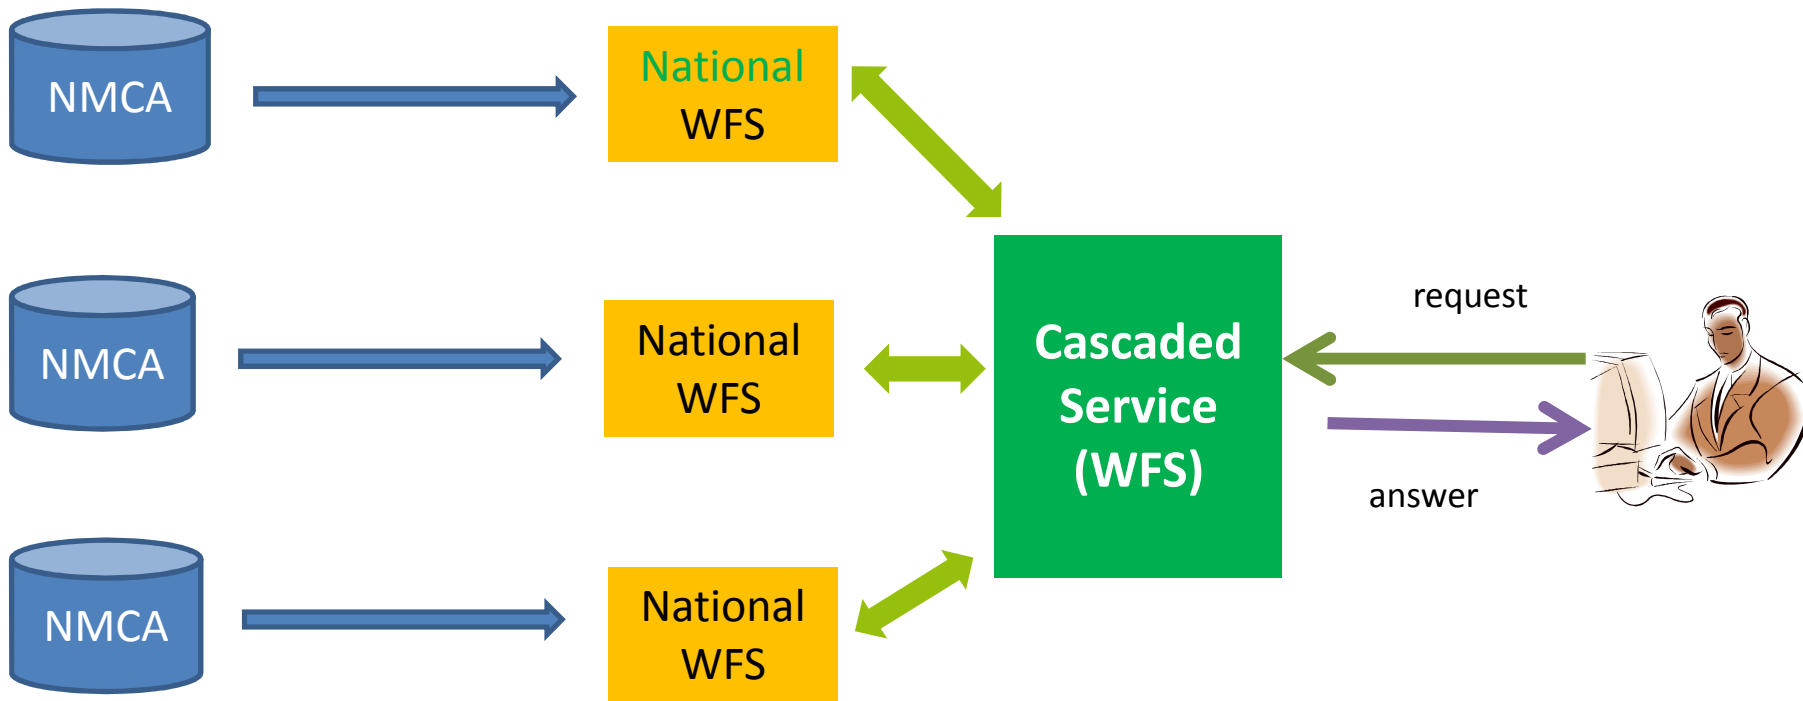 NMCA
National
WFS
NMCA
National
WFS
NMCA
National
WFS
Cascaded
Service
(WFS)
request
answer